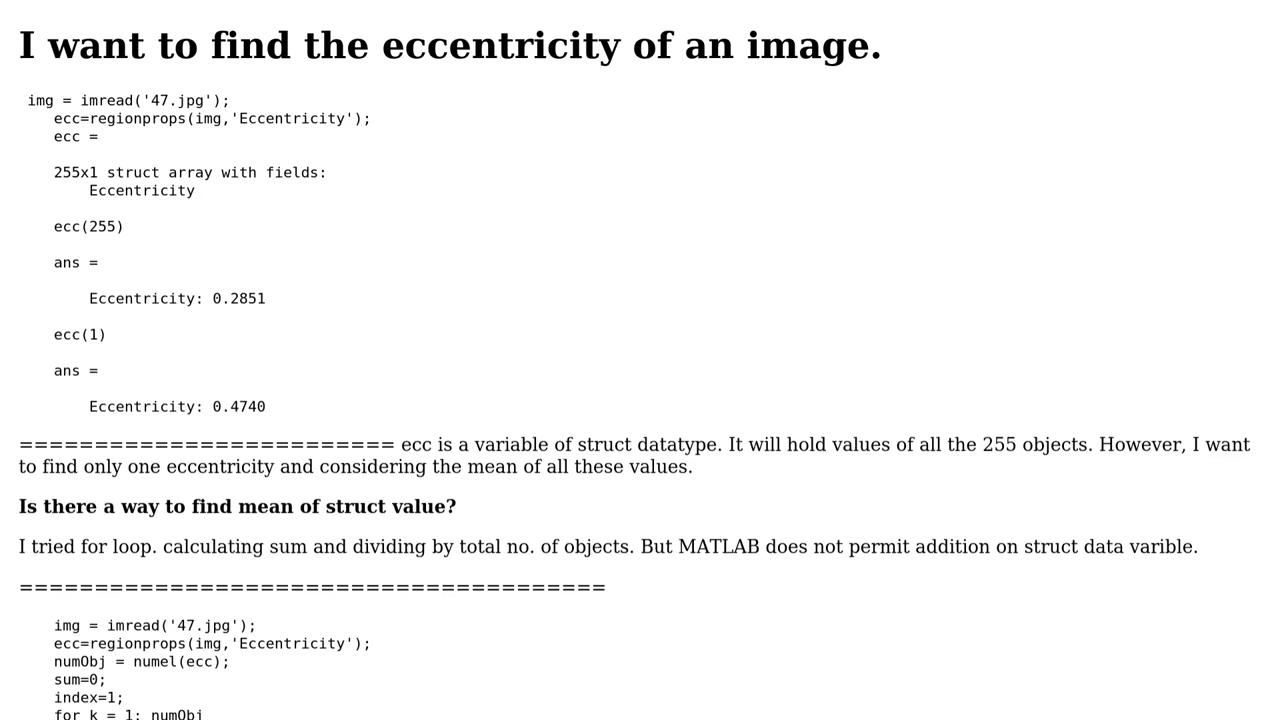 I want to find the eccentricity of an image.
img = imread('47.jpg');
ecc=regionprops(img,'Eccentricity');
ecc =
255x1 struct array with fields:
Eccentricity
ecc(255)
ans =
Eccentricity: 0.2851
ecc(1)
ans =
Eccentricity: 0.4740
========================= ecc is a variable of struct datatype. It will hold values of all the 255 objects. However, I want
to find only one eccentricity and considering the mean of all these values.
Is there a way to find mean of struct value?
I tried for loop. calculating sum and dividing by total no. of objects. But MATLAB does not permit addition on struct data varible.
=======================================
img = imread('47.jpg');
ecc=regionprops(img,'Eccentricity');
numObj = numel(ecc);
sum=0;
index=1;
for k = 1: numObj